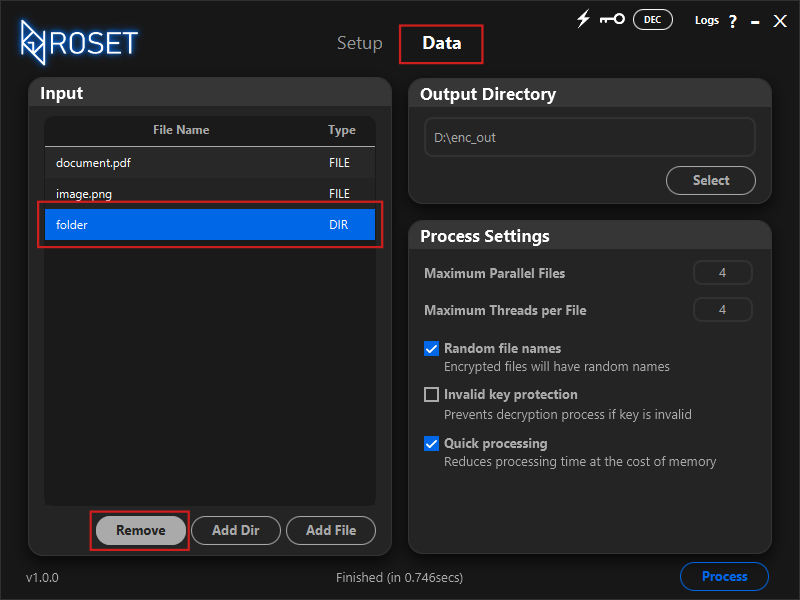 ROSET
Setup
Data
DEC
Logs
?
Input
File Name Type
document.pdf FILE
image.png FILE
folder DIR
Remove
Add Dir
Add File
Output Directory
D:\enc_out
Select
Process Settings
Maximum Parallel Files 4
Maximum Threads per File 4
Random file names
Encrypted files will have random names
Invalid key protection
Prevents decryption process if key is invalid
Quick processing
Reduces processing time at the cost of memory
v1.0.0
Finished (in 0.746secs)
Process